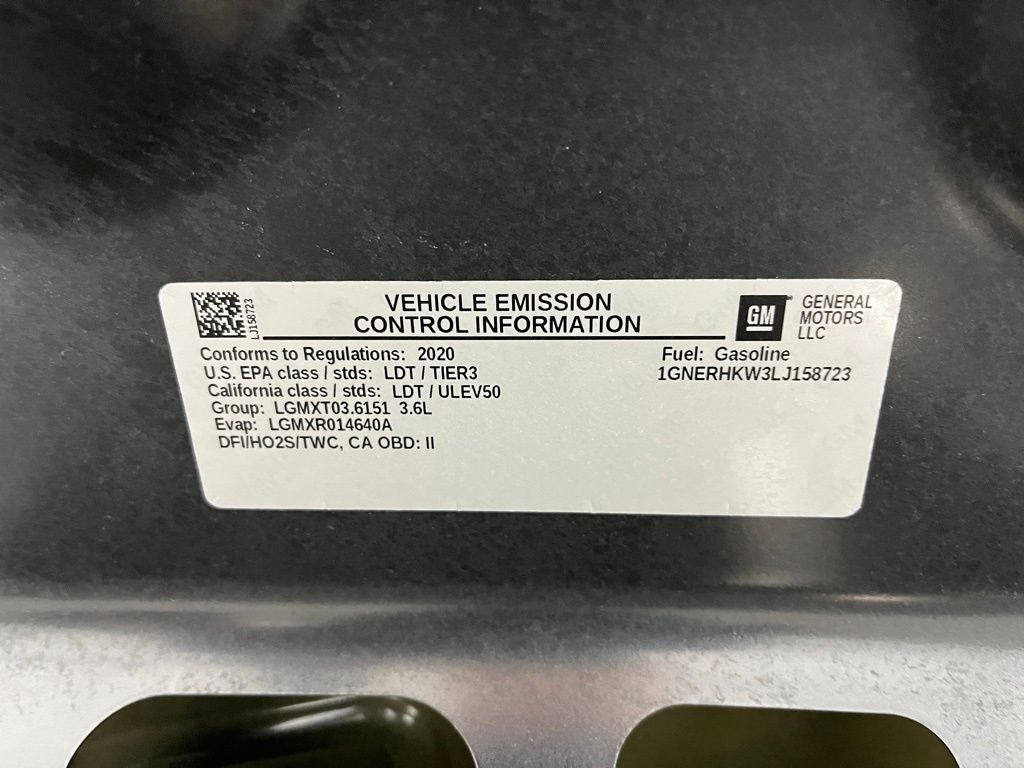 LJ158723
VEHICLE EMISSION
CONTROL INFORMATION
GM
GENERAL
MOTORS
LLC
Conforms to Regulations: 2020
U.S. EPA class / stds: LDT / TIER3
California class / stds: LDT / ULEV50
Group: LGMXT03.6151 3.6L
Evap: LGMXR014640A
DFI/HO2S/TWC, CA OBD: II
Fuel: Gasoline
1GNERHKW3LJ158723